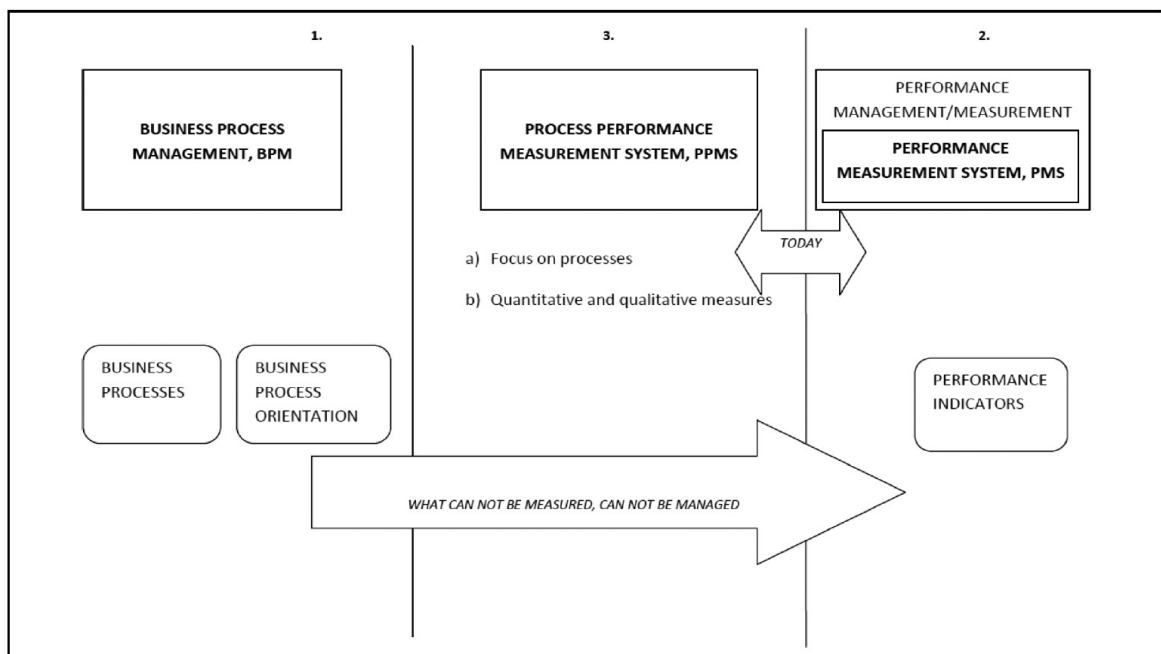 1.
3.
2.
BUSINESS PROCESS
MANAGEMENT, BPM
PROCESS PERFORMANCE
MEASUREMENT SYSTEM, PPMS
PERFORMANCE
MANAGEMENT/MEASUREMENT
PERFORMANCE
MEASUREMENT SYSTEM, PMS
TODAY
a) Focus on processes
b) Quantitative and qualitative measures
BUSINESS
PROCESSES
BUSINESS
PROCESS
ORIENTATION
PERFORMANCE
INDICATORS
WHAT CAN NOT BE MEASURED, CAN NOT BE MANAGED